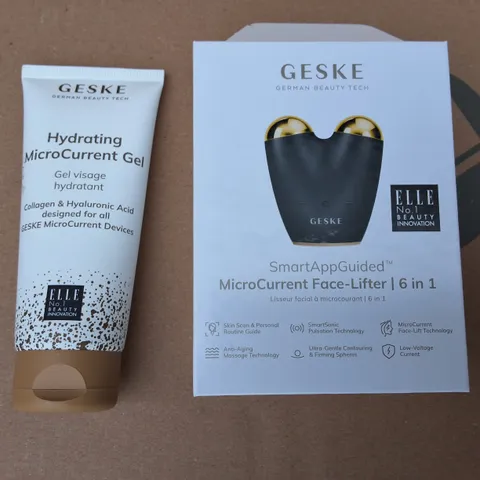 GESKE
GERMAN BEAUTY TECH
Hydrating
MicroCurrent Gel
Gel visage
hydratant
Collagen & Hyaluronic Acid
designed for all
GESKE MicroCurrent Devices
ELLE
No.1
BEAUTY
INNOVATION
GESKE
GERMAN BEAUTY TECH
GESKE
ELLE
No.1
BEAUTY
INNOVATION
SmartAppGuided™
MicroCurrent Face-Lifter | 6 in 1
Lisseur facial à microcourant | 6 in 1
Skin Scan & Personal
Routine Guide
SmartSonic
Pulsation Technology
MicroCurrent
Face-Lift Technology
Anti-Aging
Massage Technology
Ultra-Gentle Contouring
& Firming Spheres
Low-Voltage
Current